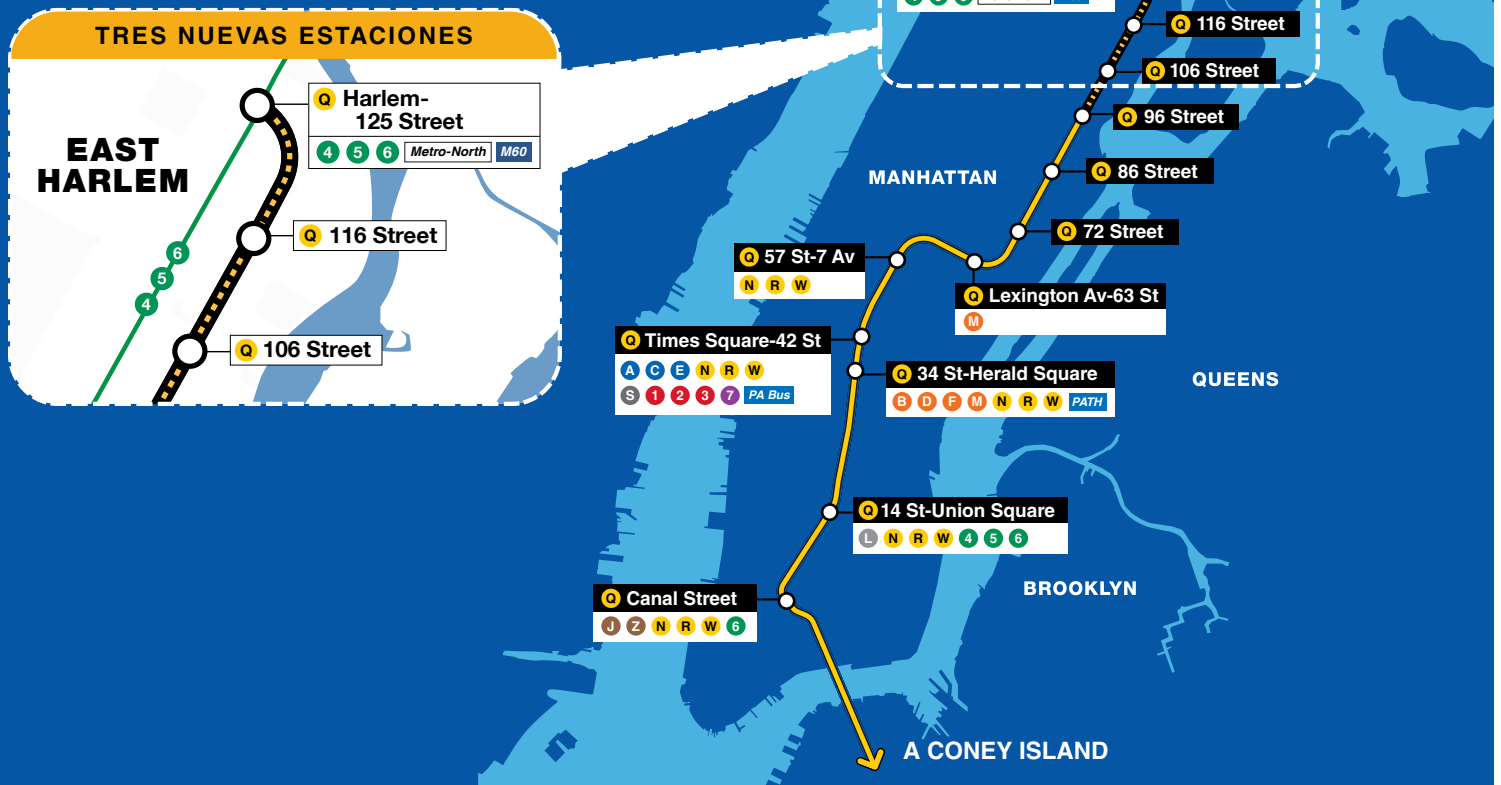 TRES NUEVAS ESTACIONES
EAST
HARLEM
Q Harlem-
125 Street
4 5 6 Metro-North M60
Q 116 Street
6
5
4
Q 106 Street
Q 116 Street
Q 106 Street
Q 96 Street
MANHATTAN
Q 86 Street
Q 72 Street
Q 57 St-7 Av
N R W
Q Lexington Av-63 St
M
Q Times Square-42 St
A C E N R W
S 1 2 3 7 PA Bus
Q 34 St-Herald Square
B D F M N R W PATH
QUEENS
Q 14 St-Union Square
L N R W 4 5 6
BROOKLYN
Q Canal Street
J Z N R W 6
A CONEY ISLAND